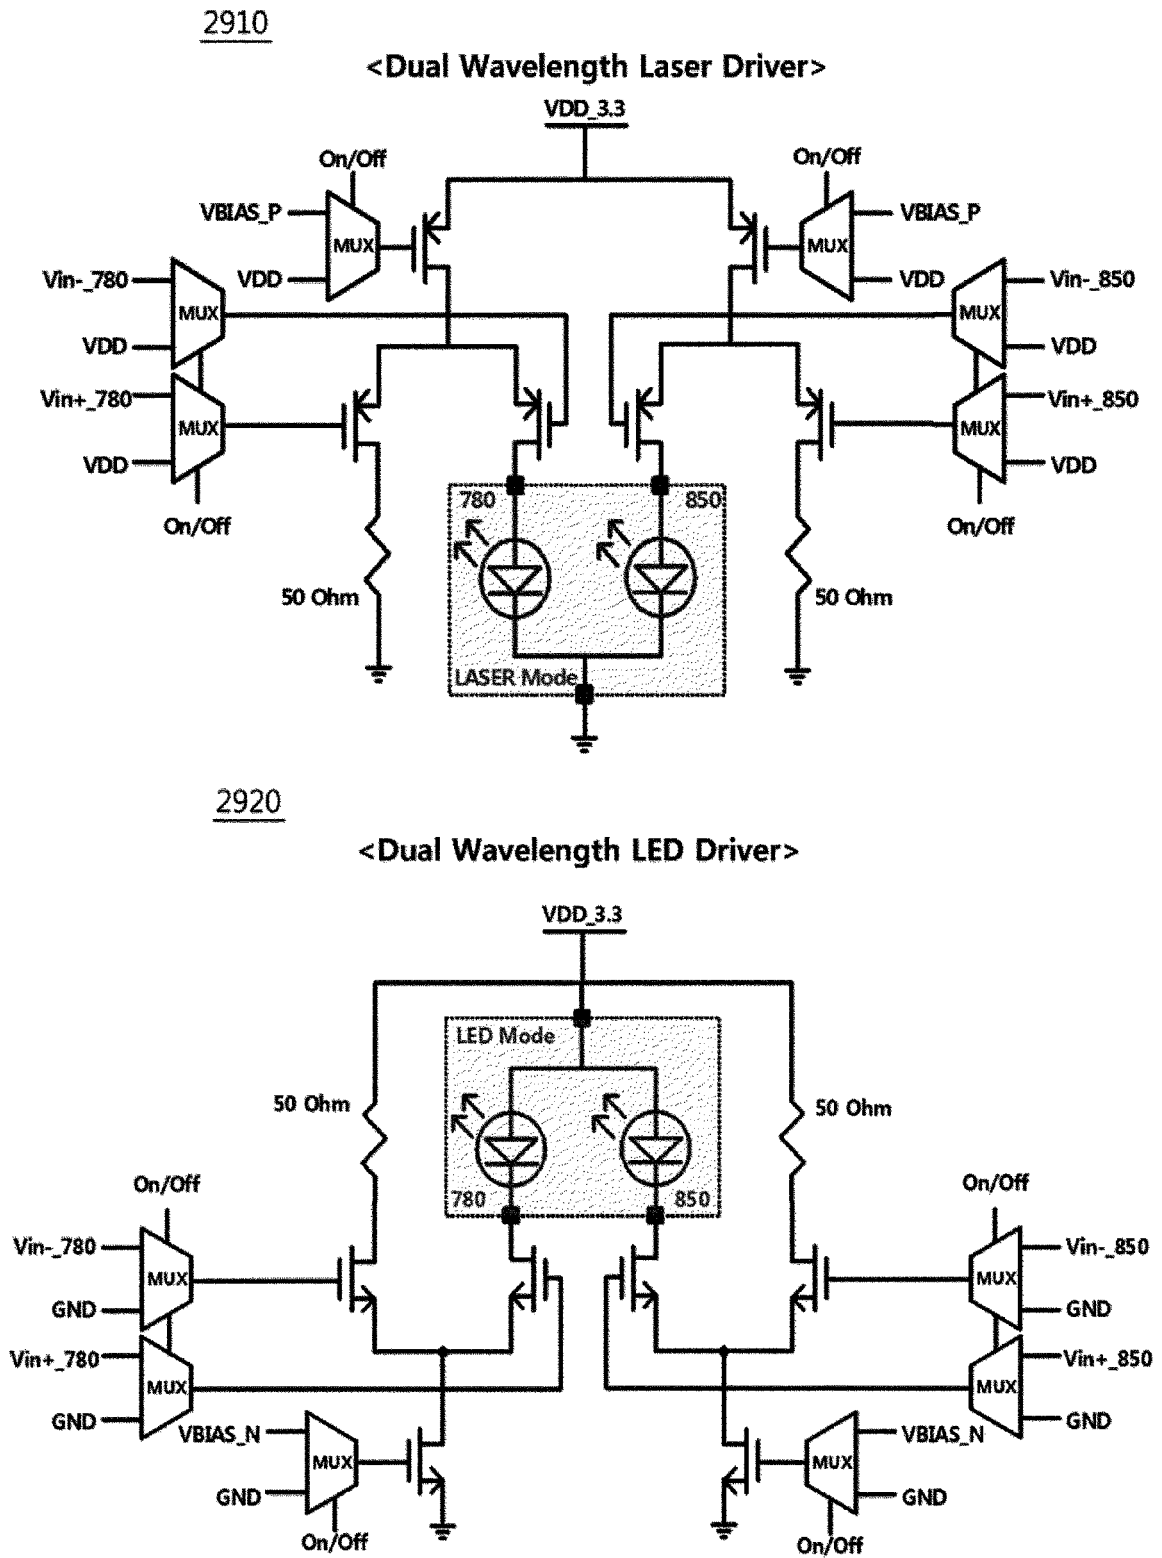 2910
<Dual Wavelength Laser Driver>
VDD_3.3
On/Off
On/Off
VBIAS_P
MUX
MUX
VBIAS_P
Vin-_780
VDD
VDD
Vin-_850
MUX
MUX
VDD
VDD
Vin+_780
Vin+_850
MUX
MUX
VDD
VDD
780
850
On/Off
On/Off
50 Ohm
50 Ohm
LASER Mode
2920
<Dual Wavelength LED Driver>
VDD_3.3
LED Mode
50 Ohm
50 Ohm
On/Off
780
850
On/Off
Vin-_780
Vin-_850
MUX
MUX
GND
GND
Vin+_780
Vin+_850
MUX
MUX
GND
GND
VBIAS_N
VBIAS_N
MUX
MUX
GND
GND
On/Off
On/Off